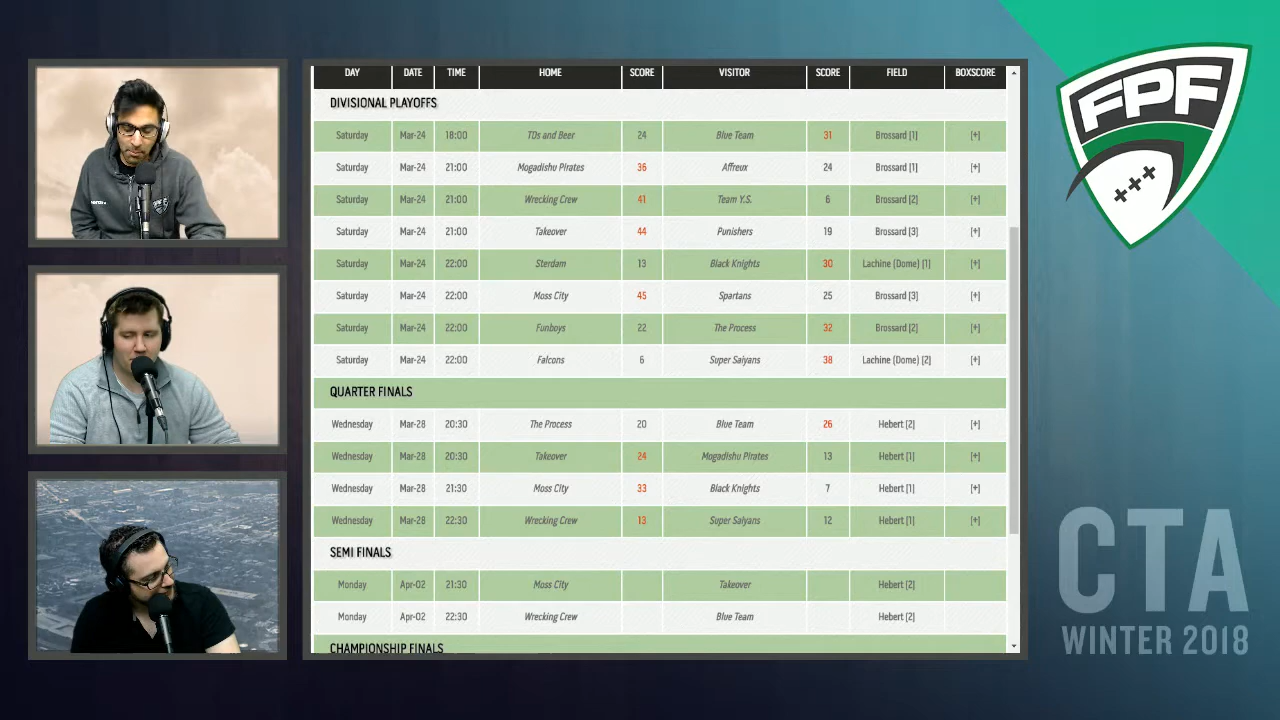 DAY DATE TIME HOME SCORE VISITOR SCORE FIELD BOXSCORE
DIVISIONAL PLAYOFFS
Saturday Mar-24 18:00 TDs and Beer 24 Blue Team 31 Brossard [1] [+]
Saturday Mar-24 21:00 Mogadishu Pirates 36 Affreux 24 Brossard [1] [+]
Saturday Mar-24 21:00 Wrecking Crew 41 Team Y.S. 6 Brossard [2] [+]
Saturday Mar-24 21:00 Takeover 44 Punishers 19 Brossard [3] [+]
Saturday Mar-24 22:00 Sterdam 13 Black Knights 30 Lachine (Dome) [1] [+]
Saturday Mar-24 22:00 Moss City 45 Spartans 25 Brossard [3] [+]
Saturday Mar-24 22:00 Funboys 22 The Process 32 Brossard [2] [+]
Saturday Mar-24 22:00 Falcons 6 Super Saiyans 38 Lachine (Dome) [2] [+]
QUARTER FINALS
Wednesday Mar-28 20:30 The Process 20 Blue Team 26 Hebert [2] [+]
Wednesday Mar-28 20:30 Takeover 24 Mogadishu Pirates 13 Hebert [1] [+]
Wednesday Mar-28 21:30 Moss City 33 Black Knights 7 Hebert [1] [+]
Wednesday Mar-28 22:30 Wrecking Crew 13 Super Saiyans 12 Hebert [1] [+]
SEMI FINALS
Monday Apr-02 21:30 Moss City Takeover Hebert [2]
Monday Apr-02 22:30 Wrecking Crew Blue Team Hebert [2]
CHAMPIONSHIP FINALS
FPF
CTA
WINTER 2018